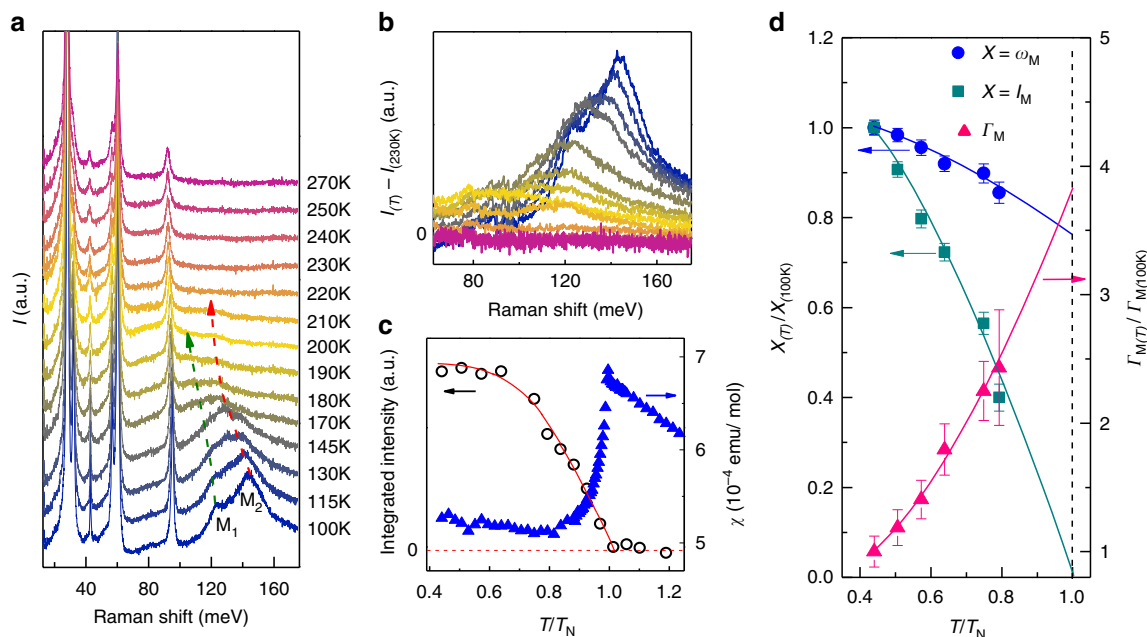 a
I (a.u.)
270K
250K
240K
230K
220K
210K
200K
190K
180K
170K
145K
130K
115K
100K
M₁
M₂
40 80 120 160
Raman shift (meV)
b
I(T) − I(230K) (a.u.)
0
80 120 160
Raman shift (meV)
c
Integrated intensity (a.u.)
0
7
6
5
χ (10⁻⁴ emu/ mol)
0.4 0.6 0.8 1.0 1.2
T/TN
d
X(T)/ X(100K)
1.2
1.0
0.8
0.6
0.4
0.2
0.0
X = ωM
X = IM
ΓM
5
4
3
2
1
ΓM(T)/ ΓM(100K)
0.4 0.6 0.8 1.0
T/TN